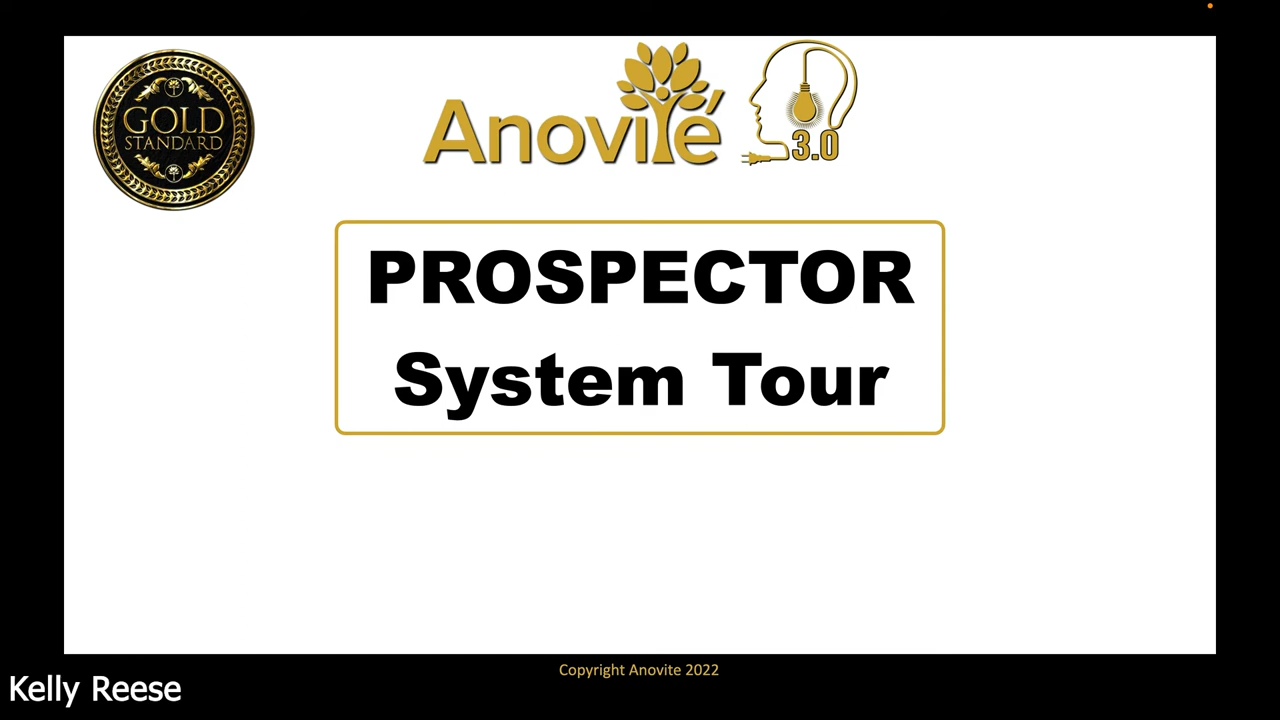 GOLD
STANDARD
Anovité
3.0
PROSPECTOR
System Tour
Copyright Anovite 2022
Kelly Reese